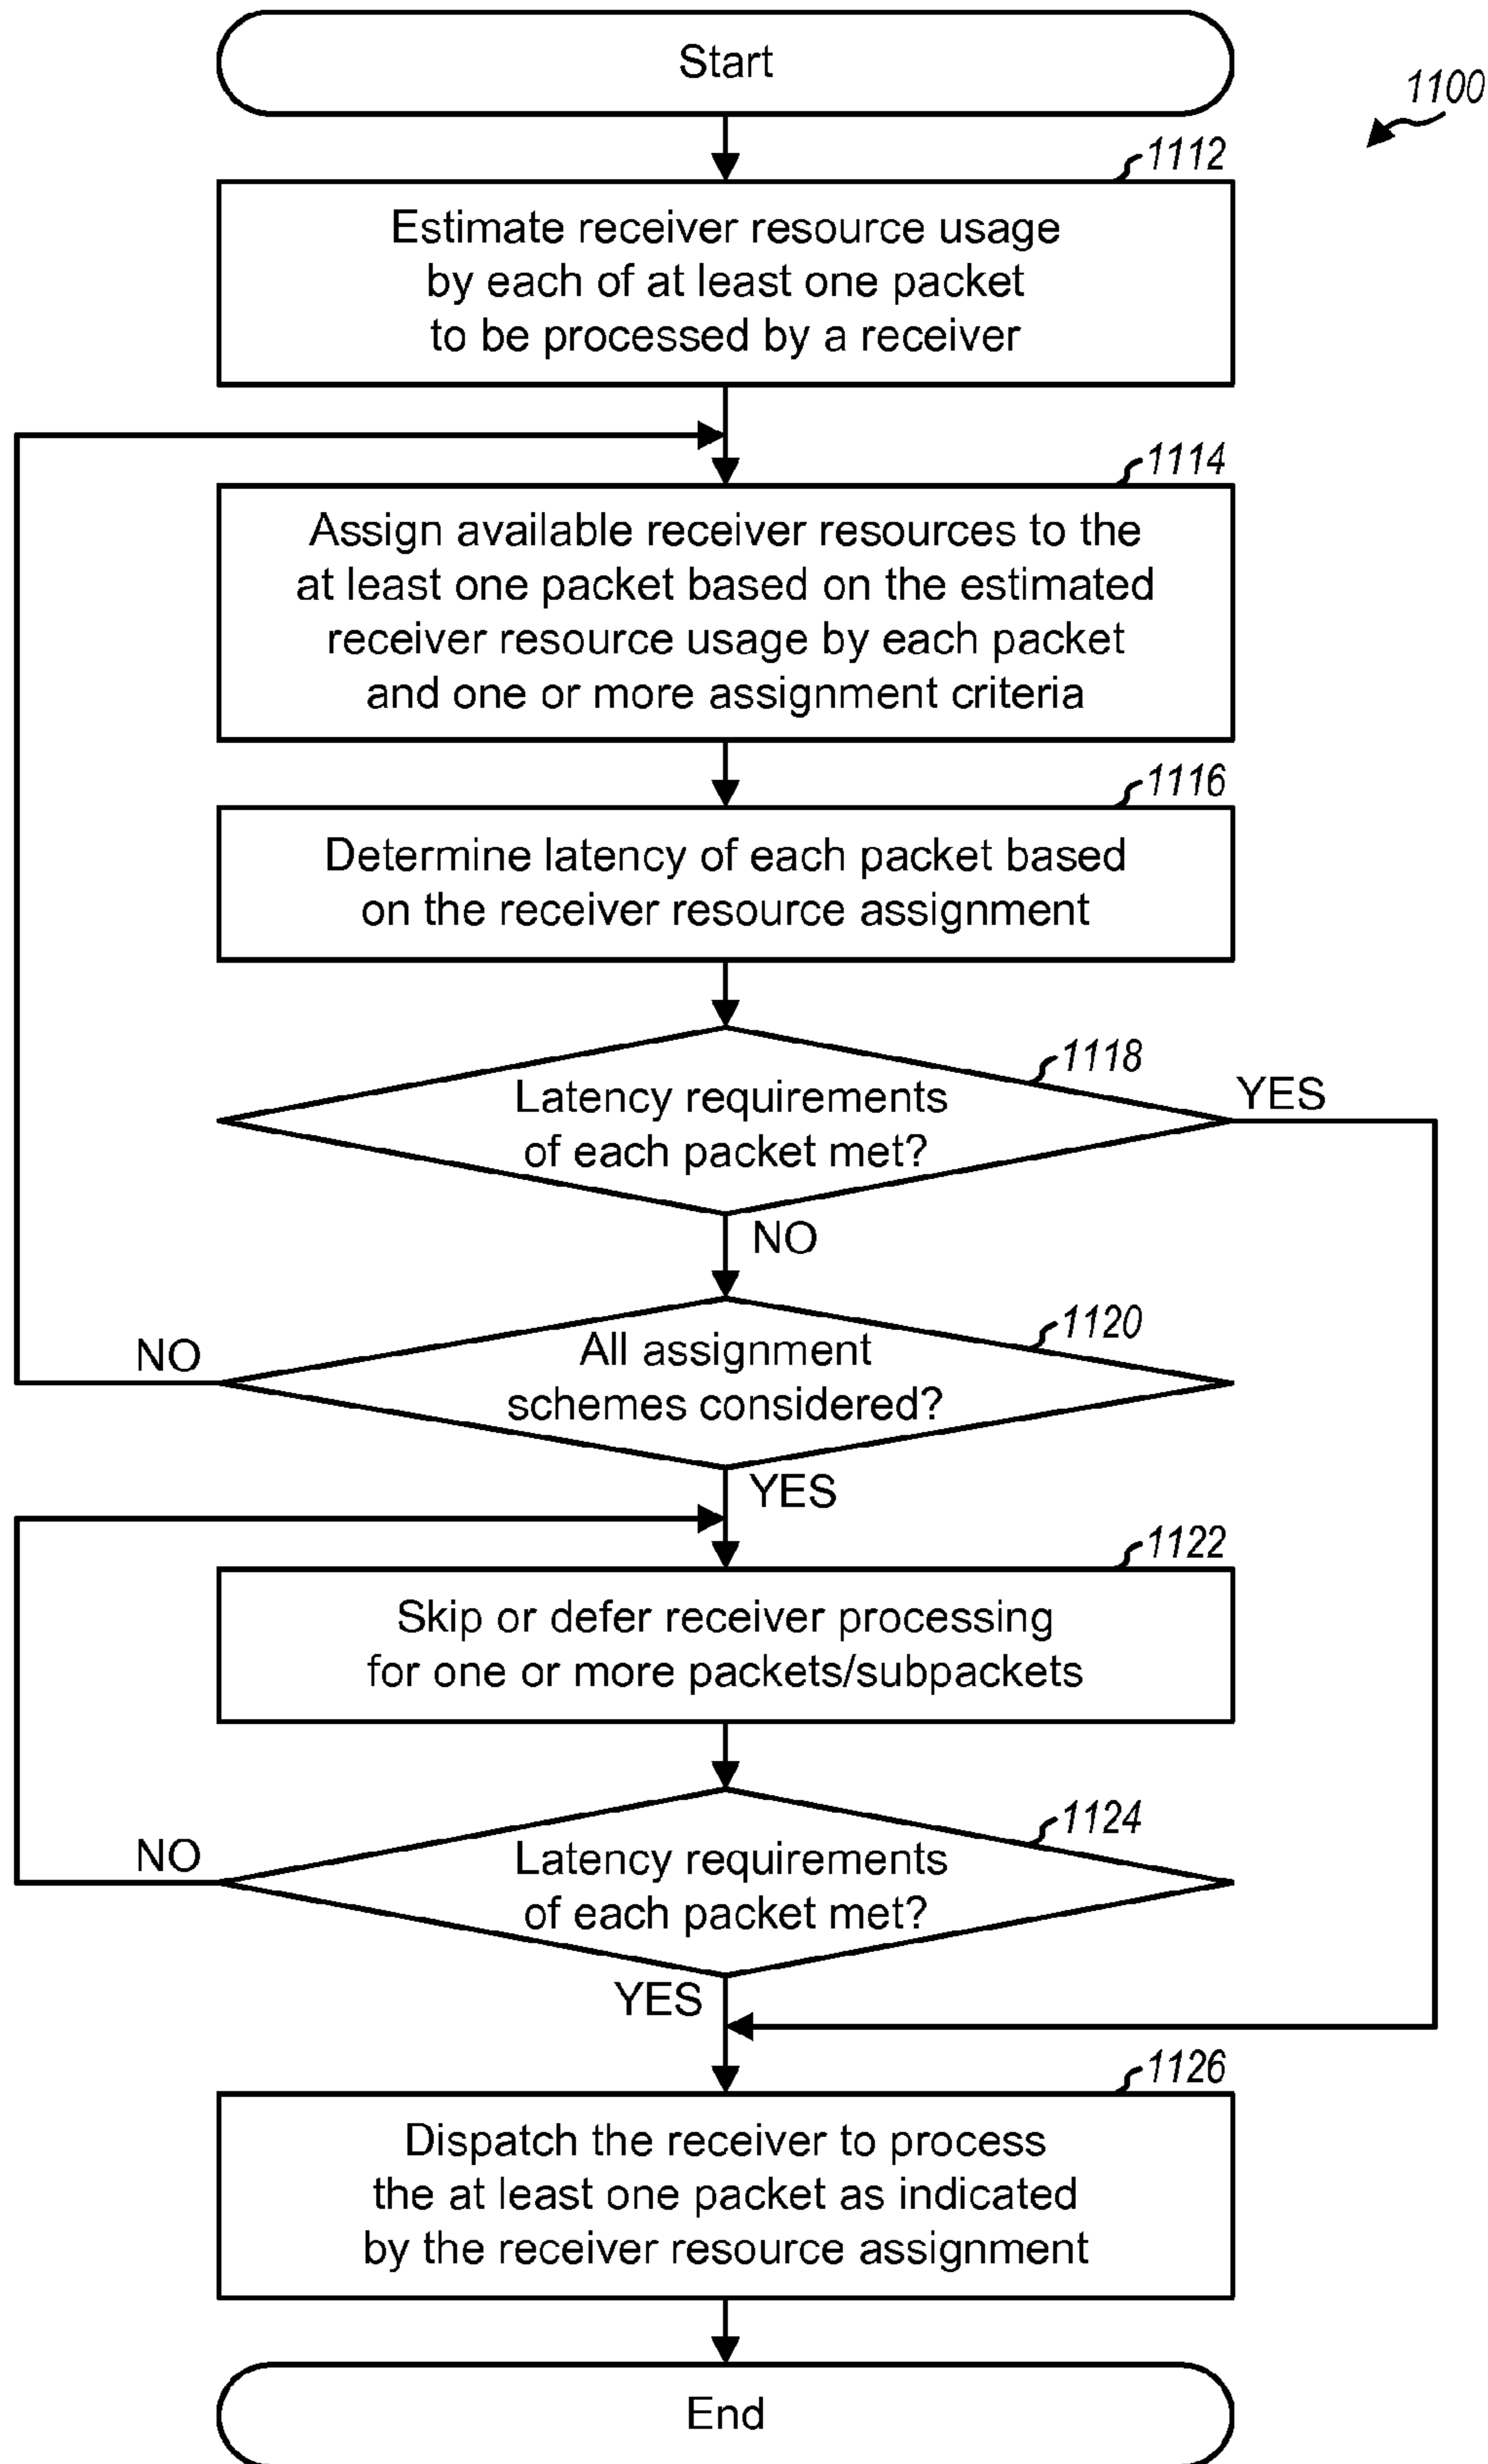 Start
1100
1112
Estimate receiver resource usage
by each of at least one packet
to be processed by a receiver
1114
Assign available receiver resources to the
at least one packet based on the estimated
receiver resource usage by each packet
and one or more assignment criteria
1116
Determine latency of each packet based
on the receiver resource assignment
1118
Latency requirements
of each packet met?
YES
NO
1120
All assignment
schemes considered?
NO
YES
1122
Skip or defer receiver processing
for one or more packets/subpackets
1124
Latency requirements
of each packet met?
NO
YES
1126
Dispatch the receiver to process
the at least one packet as indicated
by the receiver resource assignment
End